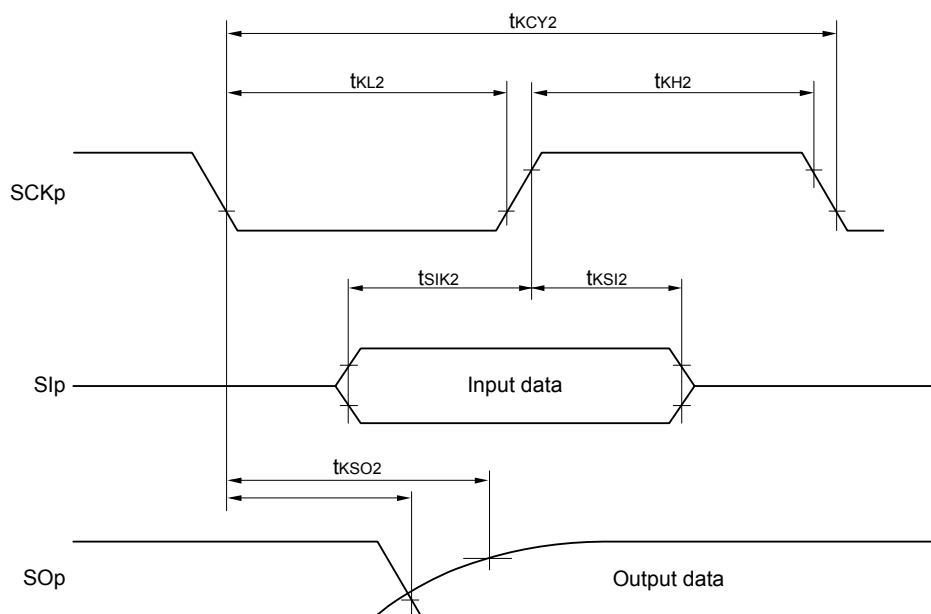 tKCY2
tKL2
tKH2
SCKp
tSIK2
tKSI2
SIp
Input data
tKSO2
SOp
Output data